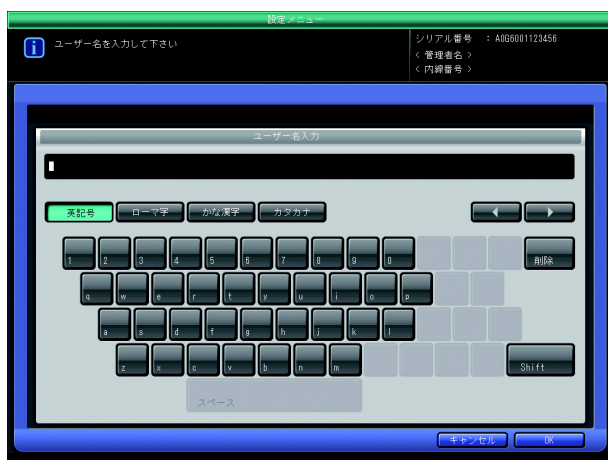 設定メニュー
ユーザー名を入力して下さい
シリアル番号 : A0G6001123456
< 管理者名 >
< 内線番号 >
ユーザー名入力
英記号 ローマ字 かな漢字 カタカナ
1 2 3 4 5 6 7 8 9 0 削除
q w e r t y u i o p
a s d f g h j k l
z x c v b n m Shift
スペース
キャンセル OK